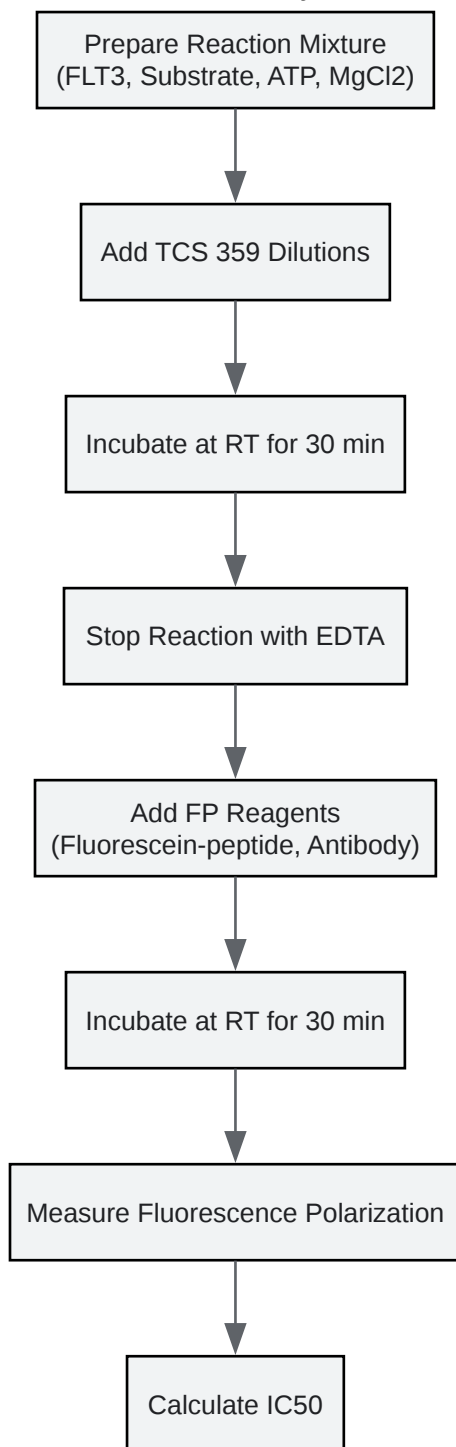 Prepare Reaction Mixture
(FLT3, Substrate, ATP, MgCl2)
Add TCS 359 Dilutions
Incubate at RT for 30 min
Stop Reaction with EDTA
Add FP Reagents
(Fluorescein-peptide, Antibody)
Incubate at RT for 30 min
Measure Fluorescence Polarization
Calculate IC50